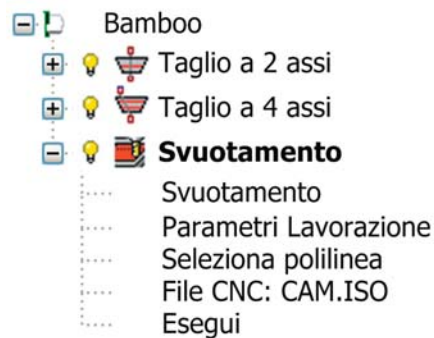 Bamboo
Taglio a 2 assi
Taglio a 4 assi
Svuotamento
Svuotamento
Parametri Lavorazione
Seleziona polilinea
File CNC: CAM.ISO
Esegui